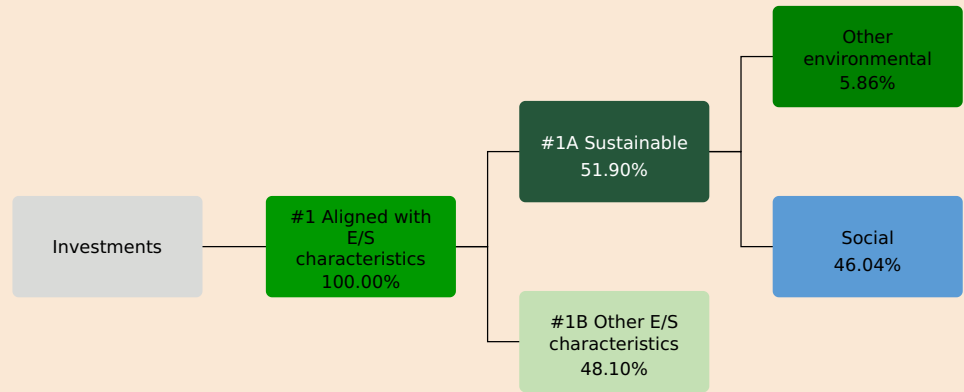 Investments
#1 Aligned with
E/S
characteristics
100.00%
#1A Sustainable
51.90%
#1B Other E/S
characteristics
48.10%
Other
environmental
5.86%
Social
46.04%